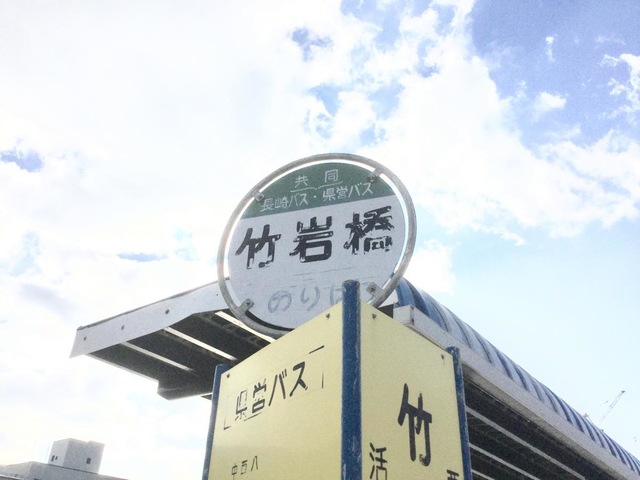 共同
長崎バス・県営バス
竹岩橋
のりば
県営バス
竹
活